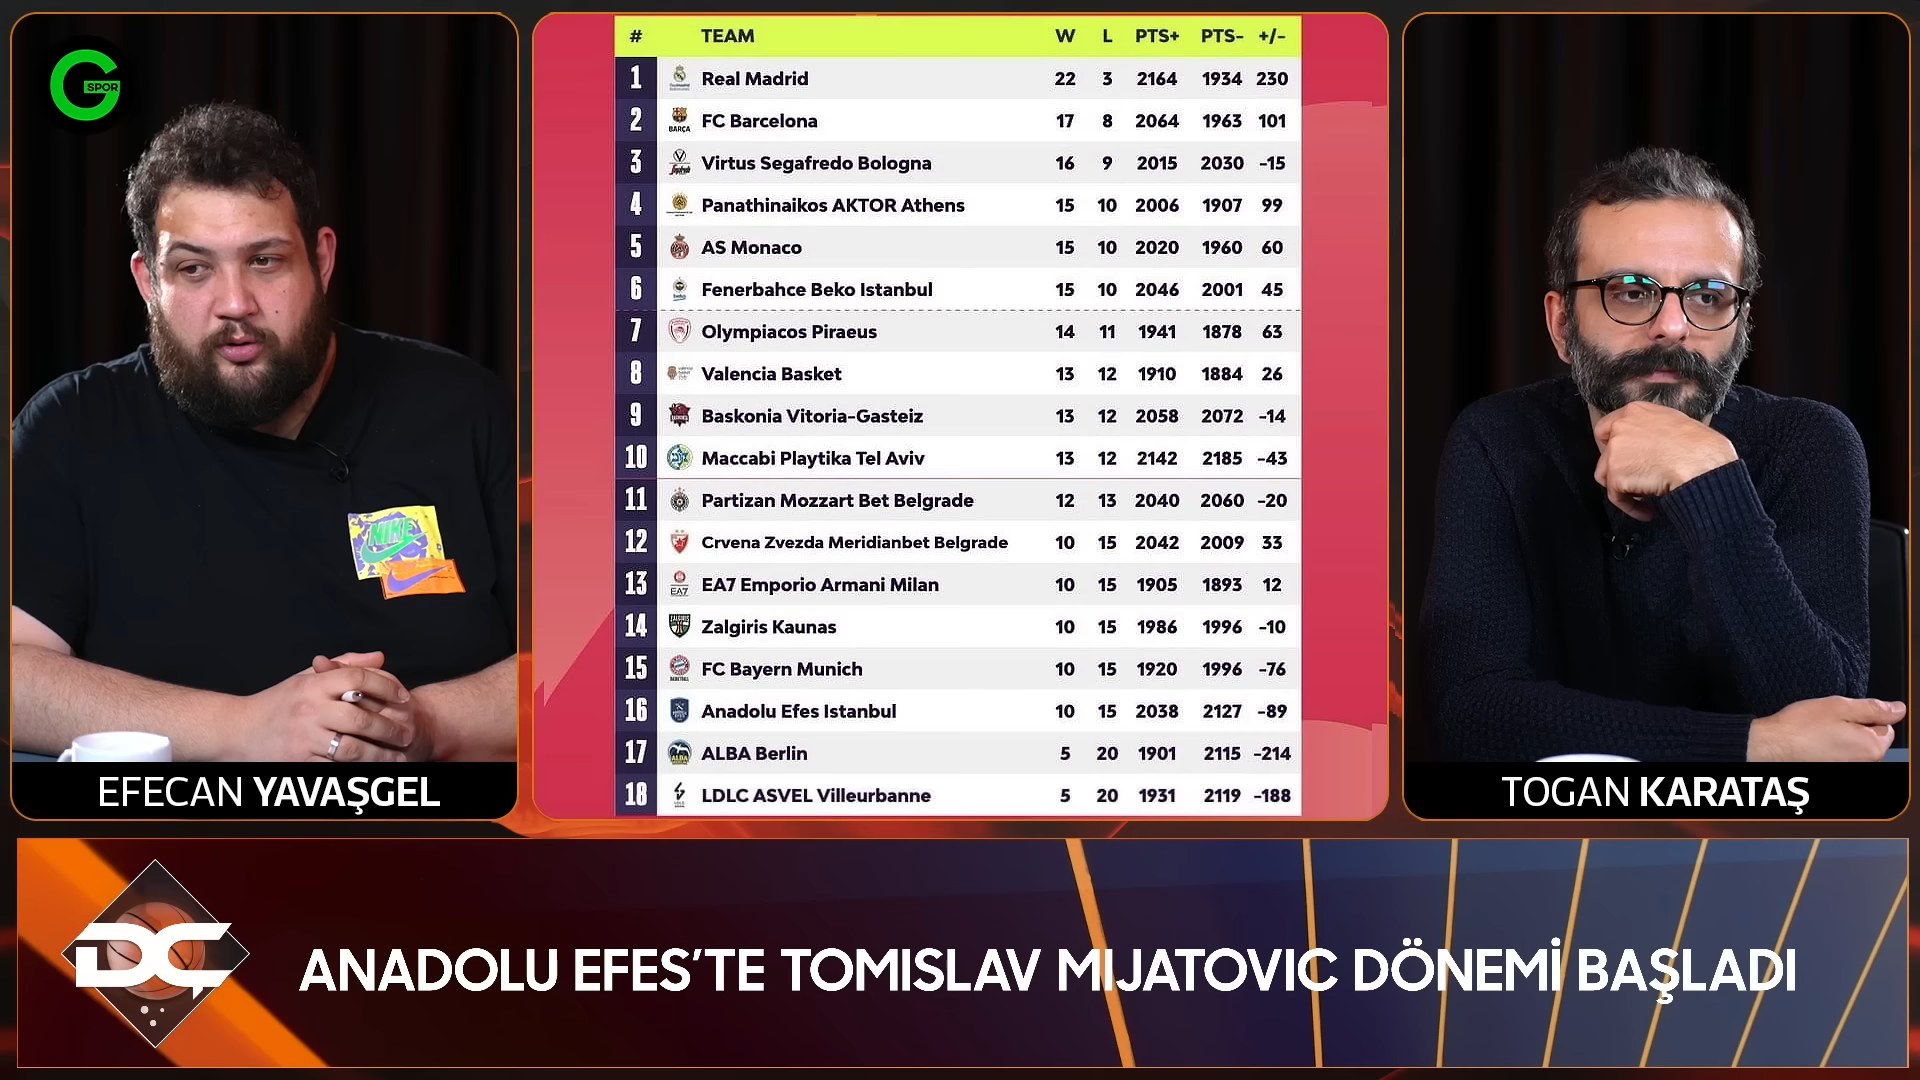 G SPOR
# TEAM W L PTS+ PTS- +/-
1 Real Madrid 22 3 2164 1934 230
2 BARÇA FC Barcelona 17 8 2064 1963 101
3 Virtus Segafredo Bologna 16 9 2015 2030 -15
4 Panathinaikos AKTOR Athens 15 10 2006 1907 99
5 AS Monaco 15 10 2020 1960 60
6 Fenerbahce Beko Istanbul 15 10 2046 2001 45
7 Olympiacos Piraeus 14 11 1941 1878 63
8 Valencia Basket 13 12 1910 1884 26
9 Baskonia Vitoria-Gasteiz 13 12 2058 2072 -14
10 Maccabi Playtika Tel Aviv 13 12 2142 2185 -43
11 Partizan Mozzart Bet Belgrade 12 13 2040 2060 -20
12 Crvena Zvezda Meridianbet Belgrade 10 15 2042 2009 33
13 EA7 EA7 Emporio Armani Milan 10 15 1905 1893 12
14 Zalgiris Kaunas 10 15 1986 1996 -10
15 FC Bayern Munich 10 15 1920 1996 -76
16 Anadolu Efes Istanbul 10 15 2038 2127 -89
17 ALBA ALBA Berlin 5 20 1901 2115 -214
18 LDLC ASVEL Villeurbanne 5 20 1931 2119 -188
NIKE
EFECAN YAVAŞGEL
TOGAN KARATAŞ
DÇ
ANADOLU EFES’TE TOMISLAV MIJATOVIC DÖNEMİ BAŞLADI